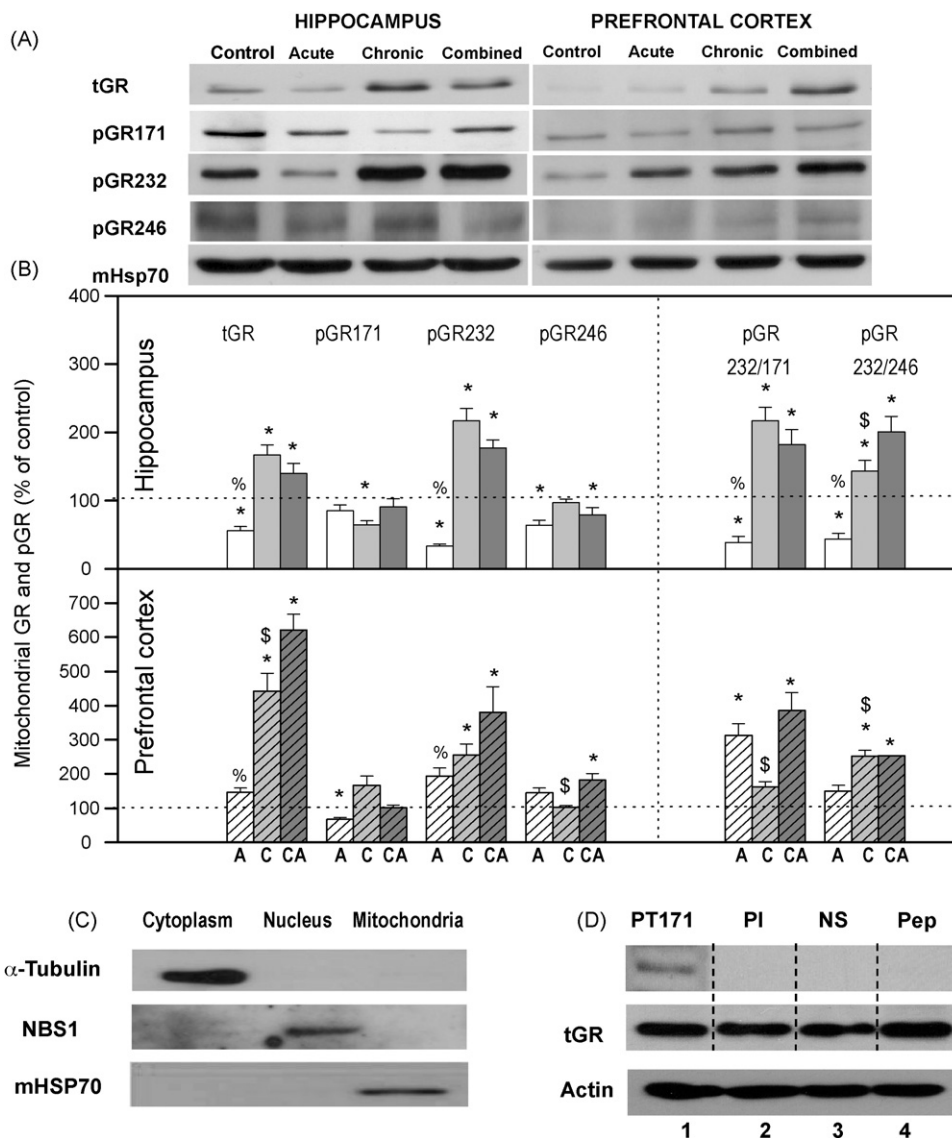 HIPPOCAMPUS PREFRONTAL CORTEX
(A)
Control Acute Chronic Combined Control Acute Chronic Combined
tGR
pGR171
pGR232
pGR246
mHsp70
(B)
Mitochondrial GR and pGR (% of control)
400
tGR pGR171 pGR232 pGR246 pGR pGR
232/171 232/246
300
* * *
200
* * * $ *
% * % % %
100
* * * * * *
0
Hippocampus
700
*
600
$
500
*
400
* * * $
300
* * *
% % * $
200
*
100
* $
0
Prefrontal cortex
A C CA A C CA A C CA A C CA A C CA A C CA
(C)
Cytoplasm Nucleus Mitochondria
α-Tubulin
NBS1
mHSP70
(D)
PT171 PI NS Pep
tGR
Actin
1 2 3 4